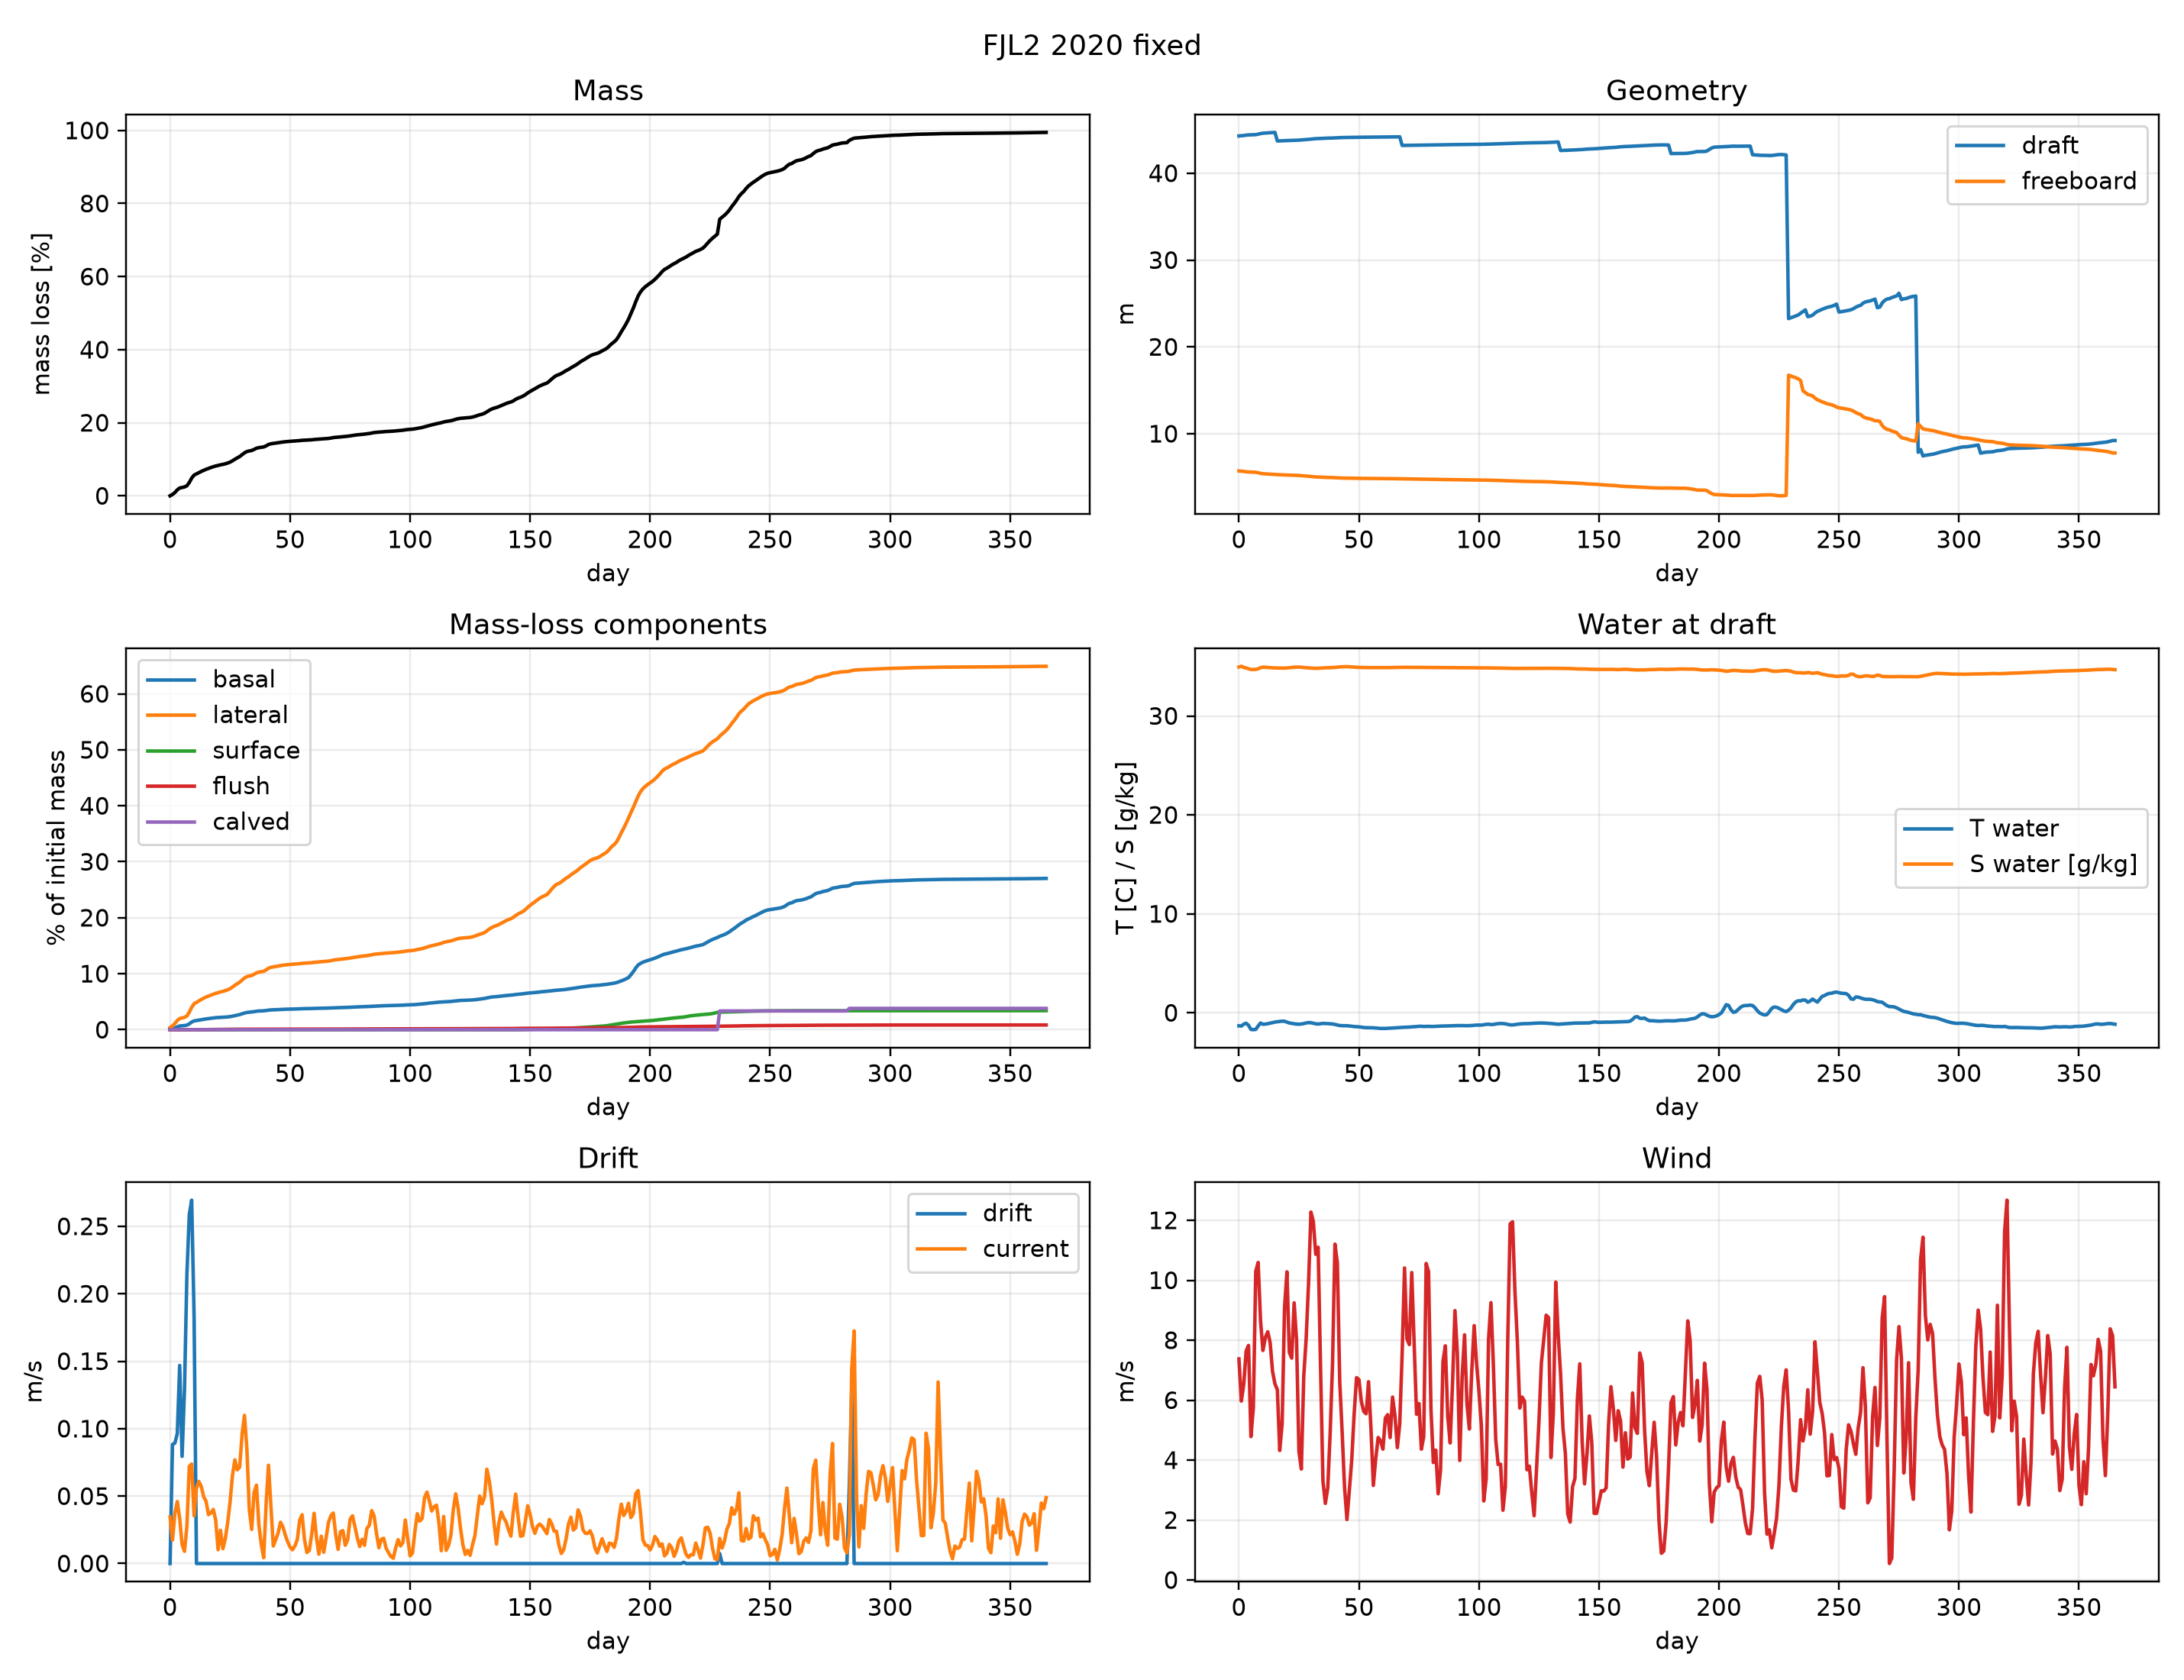 FJL2 2020 fixed
Mass
mass loss [%]
100
80
60
40
20
0
0 50 100 150 200 250 300 350
day
Geometry
m
40
30
20
10
draft
freeboard
0 50 100 150 200 250 300 350
day
Mass-loss components
% of initial mass
60
50
40
30
20
10
0
basal
lateral
surface
flush
calved
0 50 100 150 200 250 300 350
day
Water at draft
T [C] / S [g/kg]
30
20
10
0
T water
S water [g/kg]
0 50 100 150 200 250 300 350
day
Drift
m/s
0.25
0.20
0.15
0.10
0.05
0.00
drift
current
0 50 100 150 200 250 300 350
day
Wind
m/s
12
10
8
6
4
2
0
0 50 100 150 200 250 300 350
day